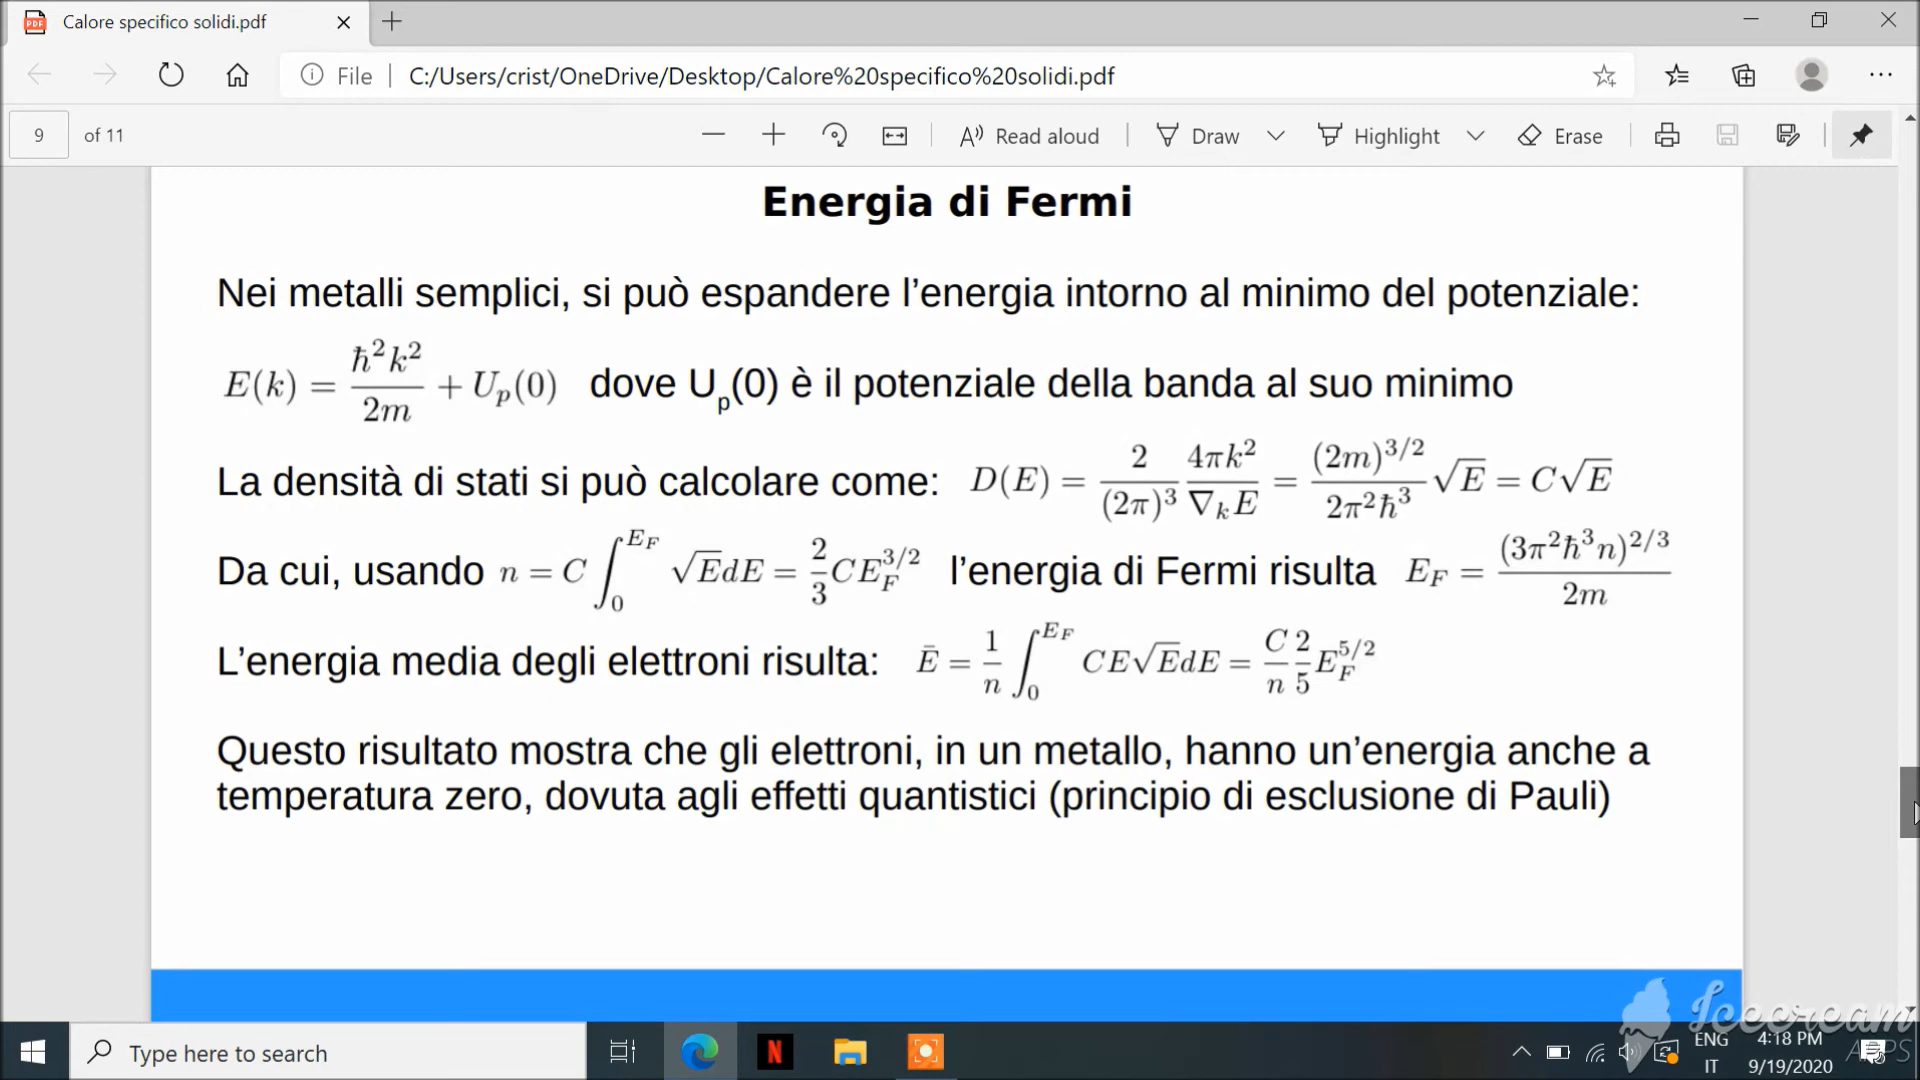 Calore specifico solidi.pdf
File
C:/Users/crist/OneDrive/Desktop/Calore%20specifico%20solidi.pdf
9 of 11
Read aloud
Draw
Highlight
Erase
Energia di Fermi
Nei metalli semplici, si può espandere l'energia intorno al minimo del potenziale:
E(k) = ħ²k²/2m + Uₚ(0) dove Uₚ(0) è il potenziale della banda al suo minimo
La densità di stati si può calcolare come: D(E) = 2/(2π)³ 4πk²/∇ₖE = (2m)^{3/2}/2π²ħ³ √E = C√E
Da cui, usando n = C ∫₀^{E_F} √E dE = 2/3 C E_F^{3/2} l'energia di Fermi risulta E_F = (3π²ħ³n)^{2/3}/2m
L'energia media degli elettroni risulta: Ē = 1/n ∫₀^{E_F} CE√E dE = C/n 2/5 E_F^{5/2}
Questo risultato mostra che gli elettroni, in un metallo, hanno un'energia anche a
temperatura zero, dovuta agli effetti quantistici (principio di esclusione di Pauli)
Icecream
APPS
Type here to search
ENG
IT
4:18 PM
9/19/2020